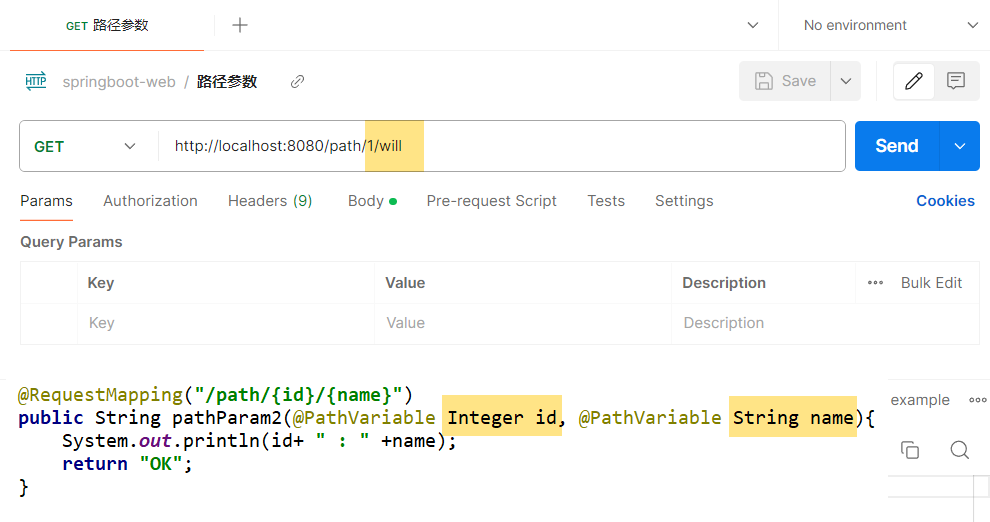 GET 路径参数
No environment
HTTP springboot-web / 路径参数
Save
GET http://localhost:8080/path/1/will
Send
Params Authorization Headers (9) Body Pre-request Script Tests Settings Cookies
Query Params
Key Value Description Bulk Edit
Key Value Description
@RequestMapping("/path/{id}/{name}")
example
public String pathParam2(@PathVariable Integer id, @PathVariable String name){
    System.out.println(id+ " : " +name);
    return "OK";
}